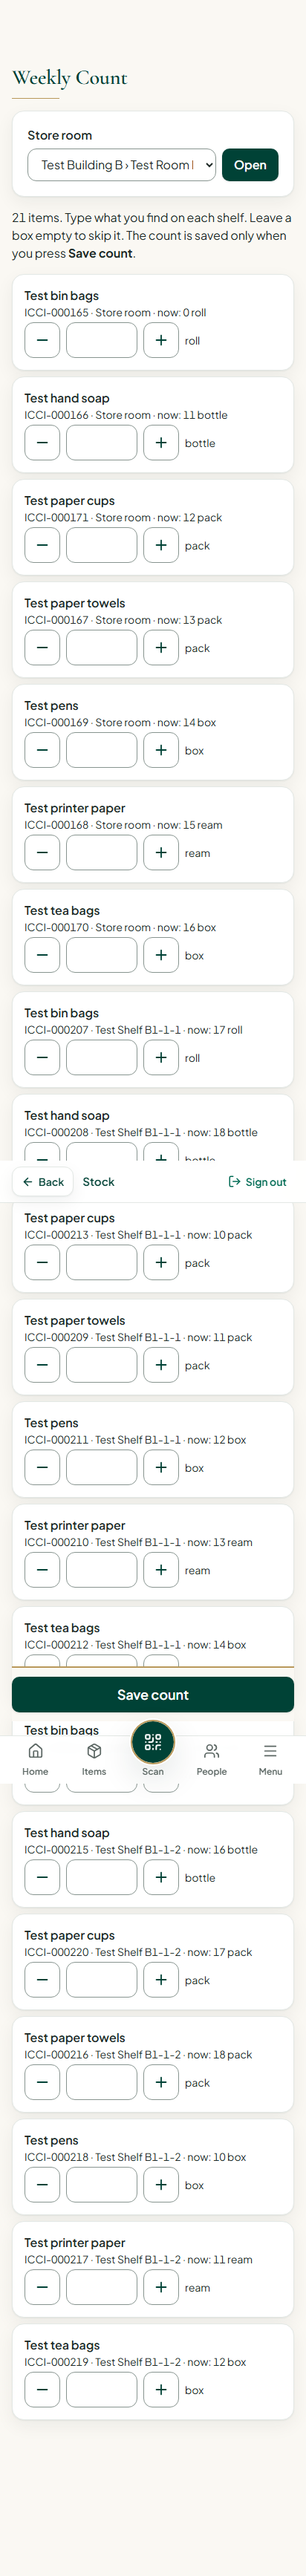 Weekly Count
Store room
Test Building B › Test Room
Open
21 items. Type what you find on each shelf. Leave a
box empty to skip it. The count is saved only when
you press Save count.
Test bin bags
ICCI-000165 · Store room · now: 0 roll
roll
Test hand soap
ICCI-000166 · Store room · now: 11 bottle
bottle
Test paper cups
ICCI-000171 · Store room · now: 12 pack
pack
Test paper towels
ICCI-000167 · Store room · now: 13 pack
pack
Test pens
ICCI-000169 · Store room · now: 14 box
box
Test printer paper
ICCI-000168 · Store room · now: 15 ream
ream
Test tea bags
ICCI-000170 · Store room · now: 16 box
box
Test bin bags
ICCI-000207 · Test Shelf B1-1-1 · now: 17 roll
roll
Test hand soap
ICCI-000208 · Test Shelf B1-1-1 · now: 18 bottle
bottle
Back
Stock
Sign out
Test paper cups
ICCI-000213 · Test Shelf B1-1-1 · now: 10 pack
pack
Test paper towels
ICCI-000209 · Test Shelf B1-1-1 · now: 11 pack
pack
Test pens
ICCI-000211 · Test Shelf B1-1-1 · now: 12 box
box
Test printer paper
ICCI-000210 · Test Shelf B1-1-1 · now: 13 ream
ream
Test tea bags
ICCI-000212 · Test Shelf B1-1-1 · now: 14 box
Save count
Test bin bags
Home
Items
Scan
People
Menu
Test hand soap
ICCI-000215 · Test Shelf B1-1-2 · now: 16 bottle
bottle
Test paper cups
ICCI-000220 · Test Shelf B1-1-2 · now: 17 pack
pack
Test paper towels
ICCI-000216 · Test Shelf B1-1-2 · now: 18 pack
pack
Test pens
ICCI-000218 · Test Shelf B1-1-2 · now: 10 box
box
Test printer paper
ICCI-000217 · Test Shelf B1-1-2 · now: 11 ream
ream
Test tea bags
ICCI-000219 · Test Shelf B1-1-2 · now: 12 box
box